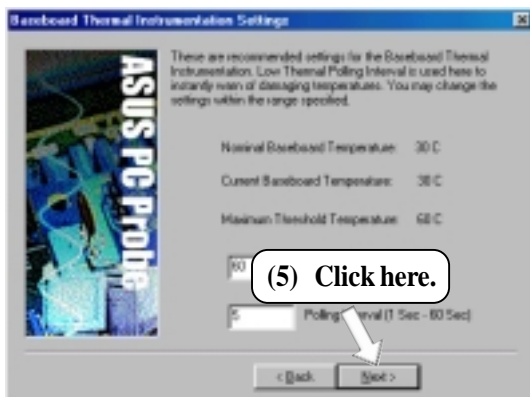 Baseboard Thermal Instrumentation Settings
ASUS PC Probe
These are recommended settings for the Baseboard Thermal
Instrumentation. Low Thermal Polling Interval is used here to
instantly warn of damaging temperatures. You may change the
settings within the range specified.
Nominal Baseboard Temperature: 30 C
Current Baseboard Temperature: 30 C
Maximum Threshold Temperature: 60 C
60
(5) Click here.
5 Polling Interval (1 Sec - 60 Sec)
< Back
Next >